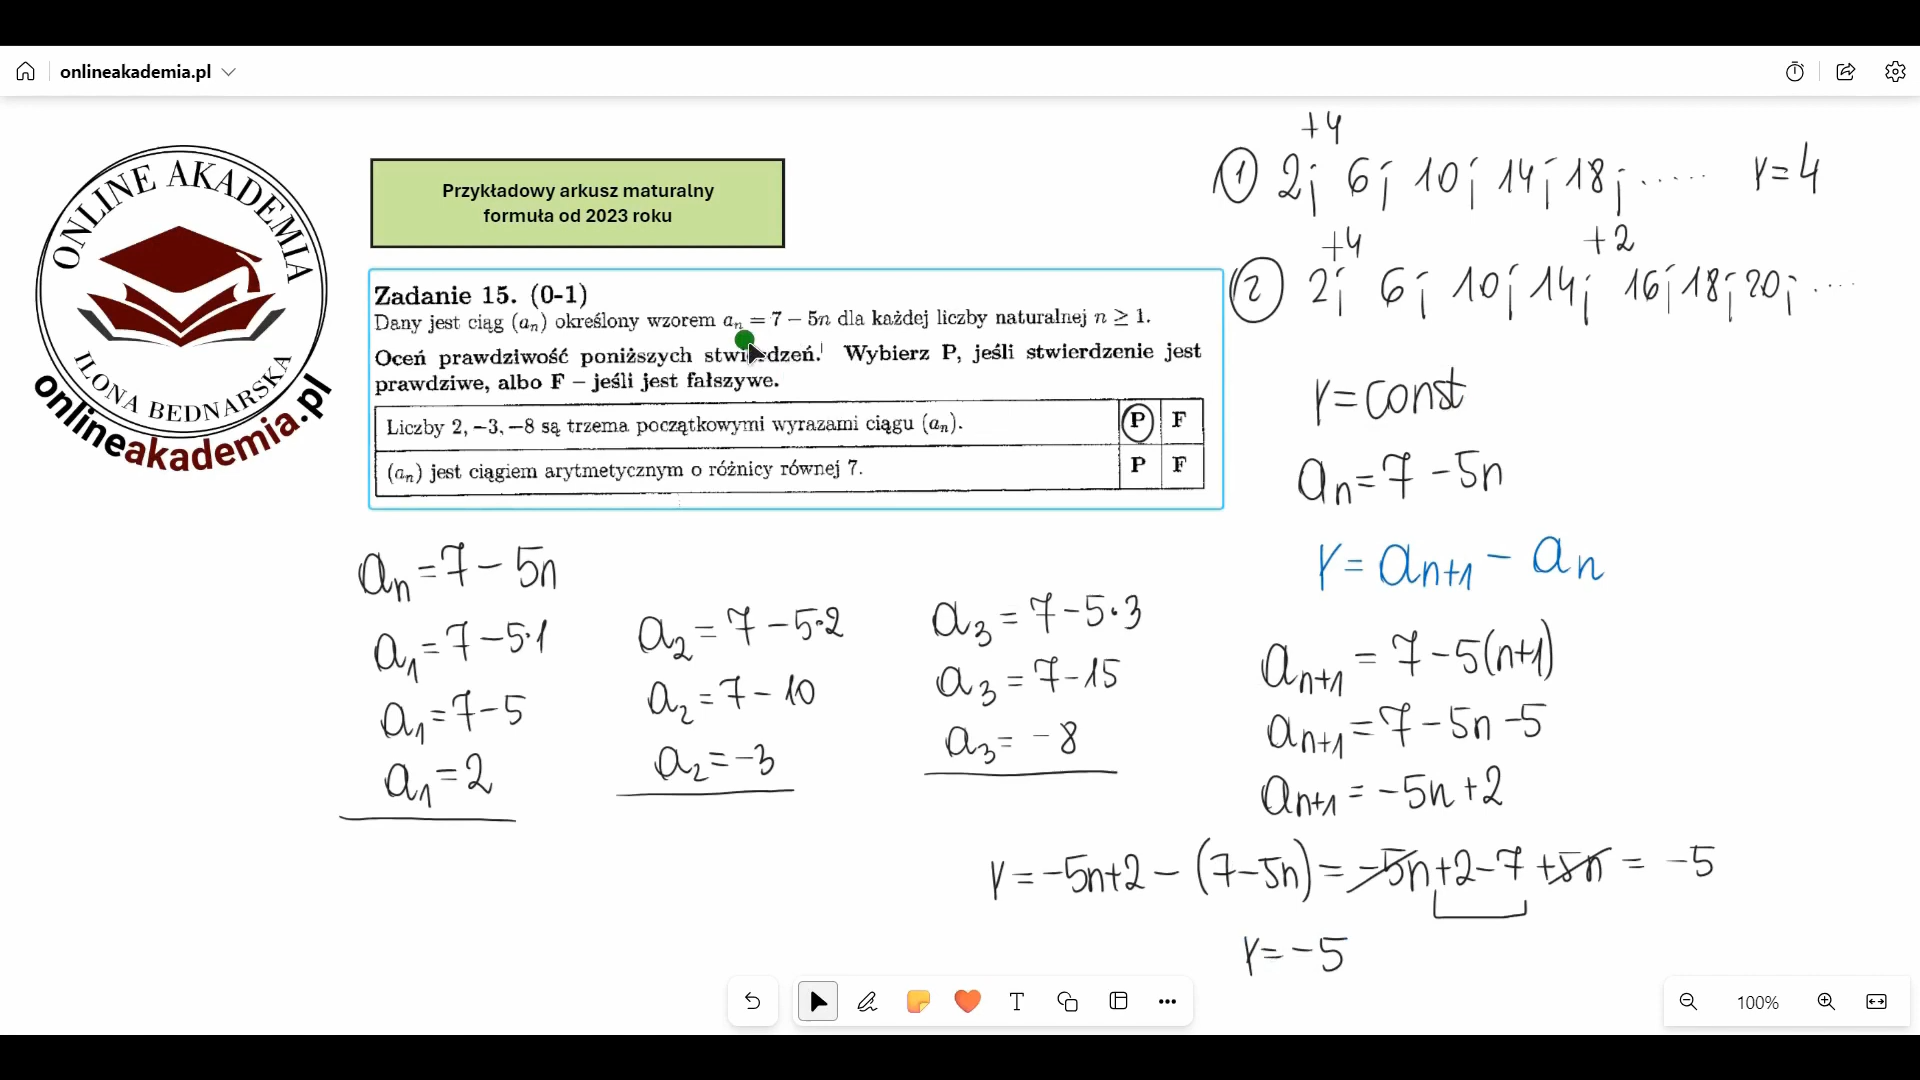 onlineakademia.pl
ONLINE AKADEMIA
ILONA BEDNARSKA
onlineakademia.pl
Przykładowy arkusz maturalny
formuła od 2023 roku
Zadanie 15. (0-1)
Dany jest ciąg (aₙ) określony wzorem aₙ = 7 − 5n dla każdej liczby naturalnej n ≥ 1.
Oceń prawdziwość poniższych stwierdzeń. Wybierz P, jeśli stwierdzenie jest
prawdziwe, albo F – jeśli jest fałszywe.
Liczby 2, −3, −8 są trzema początkowymi wyrazami ciągu (aₙ). P F
(aₙ) jest ciągiem arytmetycznym o różnicy równej 7. P F
aₙ = 7 − 5n
a₁ = 7 − 5·1
a₁ = 7 − 5
a₁ = 2
a₂ = 7 − 5·2
a₂ = 7 − 10
a₂ = −3
a₃ = 7 − 5·3
a₃ = 7 − 15
a₃ = −8
+4
① 2; 6; 10; 14; 18; ..... r = 4
+4 +2
② 2; 6; 10; 14; 16; 18; 20; ....
r = const
aₙ = 7 − 5n
r = aₙ₊₁ − aₙ
aₙ₊₁ = 7 − 5(n+1)
aₙ₊₁ = 7 − 5n − 5
aₙ₊₁ = −5n + 2
r = −5n+2 − (7−5n) = −5n+2−7+5n = −5
r = −5
100%